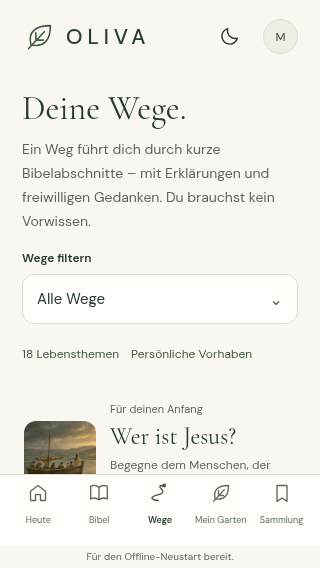 OLIVA
M
Deine Wege.
Ein Weg führt dich durch kurze
Bibelabschnitte – mit Erklärungen und
freiwilligen Gedanken. Du brauchst kein
Vorwissen.
Wege filtern
Alle Wege
18 Lebensthemen Persönliche Vorhaben
Für deinen Anfang
Wer ist Jesus?
Begegne dem Menschen, der
Heute Bibel Wege Mein Garten Sammlung
Für den Offline-Neustart bereit.